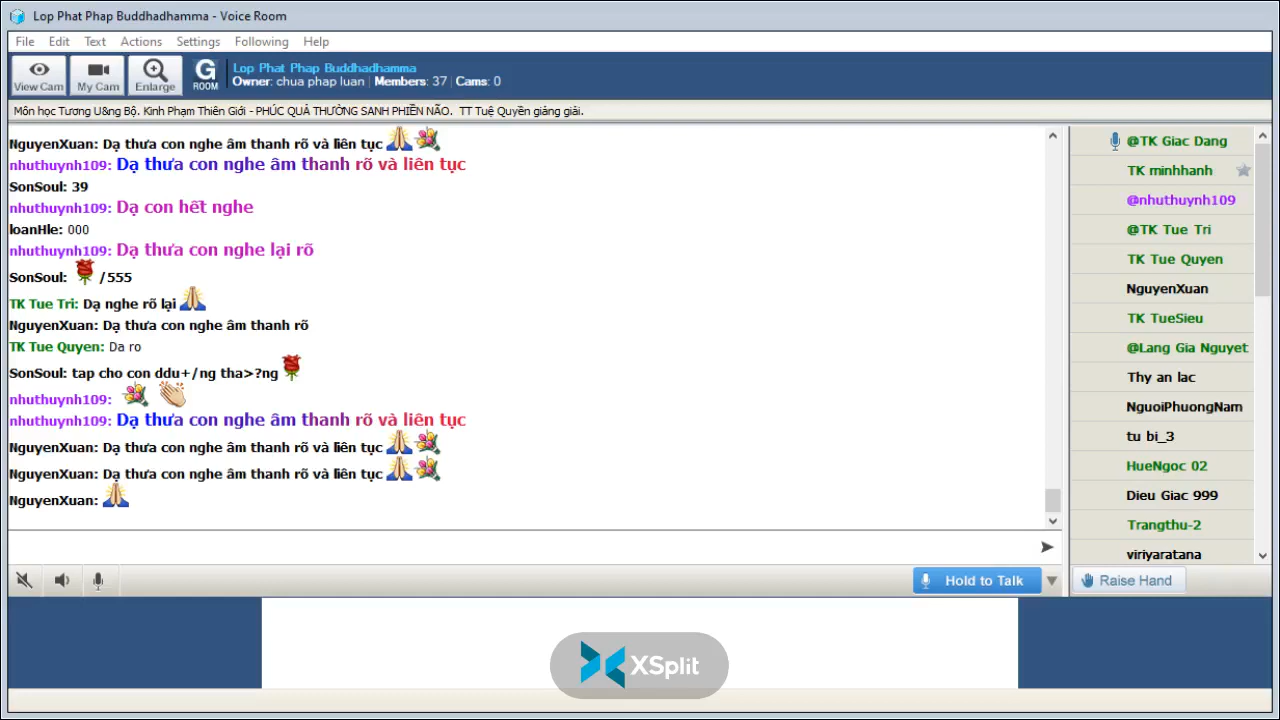 Lop Phat Phap Buddhadhamma - Voice Room
File Edit Text Actions Settings Following Help
View Cam My Cam Enlarge G ROOM
Lop Phat Phap Buddhadhamma
Owner: chua phap luan | Members: 37 | Cams: 0
Môn học Tương U&ng Bộ. Kinh Phạm Thiên Giới - PHÚC QUẢ THƯỜNG SANH PHIỀN NÃO. TT Tuệ Quyền giảng giải.
NguyenXuan: Dạ thưa con nghe âm thanh rõ và liên tục
nhuthuynh109: Dạ thưa con nghe âm thanh rõ và liên tục
SonSoul: 39
nhuthuynh109: Dạ con hết nghe
loanHle: 000
nhuthuynh109: Dạ thưa con nghe lại rõ
SonSoul: /555
TK Tue Tri: Dạ nghe rõ lại
NguyenXuan: Dạ thưa con nghe âm thanh rõ
TK Tue Quyen: Da ro
SonSoul: tap cho con ddu+/ng tha>?ng
nhuthuynh109:
nhuthuynh109: Dạ thưa con nghe âm thanh rõ và liên tục
NguyenXuan: Dạ thưa con nghe âm thanh rõ và liên tục
NguyenXuan: Dạ thưa con nghe âm thanh rõ và liên tục
NguyenXuan:
@TK Giac Dang
TK minhhanh
@nhuthuynh109
@TK Tue Tri
TK Tue Quyen
NguyenXuan
TK TueSieu
@Lang Gia Nguyet
Thy an lac
NguoiPhuongNam
tu bi_3
HueNgoc 02
Dieu Giac 999
Trangthu-2
viriyaratana
Hold to Talk
Raise Hand
XSplit